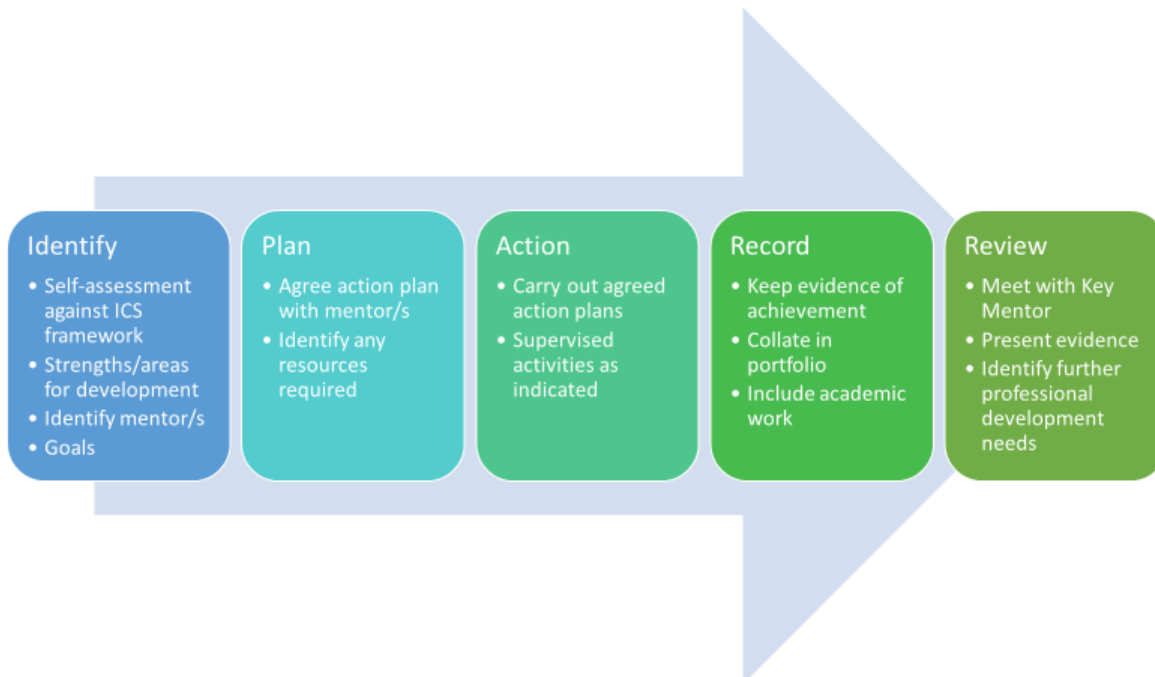 Identify
• Self-assessment
against ICS
framework
• Strengths/areas
for development
• Identify mentor/s
• Goals
Plan
• Agree action plan
with mentor/s
• Identify any
resources
required
Action
• Carry out agreed
action plans
• Supervised
activities as
indicated
Record
• Keep evidence of
achievement
• Collate in
portfolio
• Include academic
work
Review
• Meet with Key
Mentor
• Present evidence
• Identify further
professional
development
needs